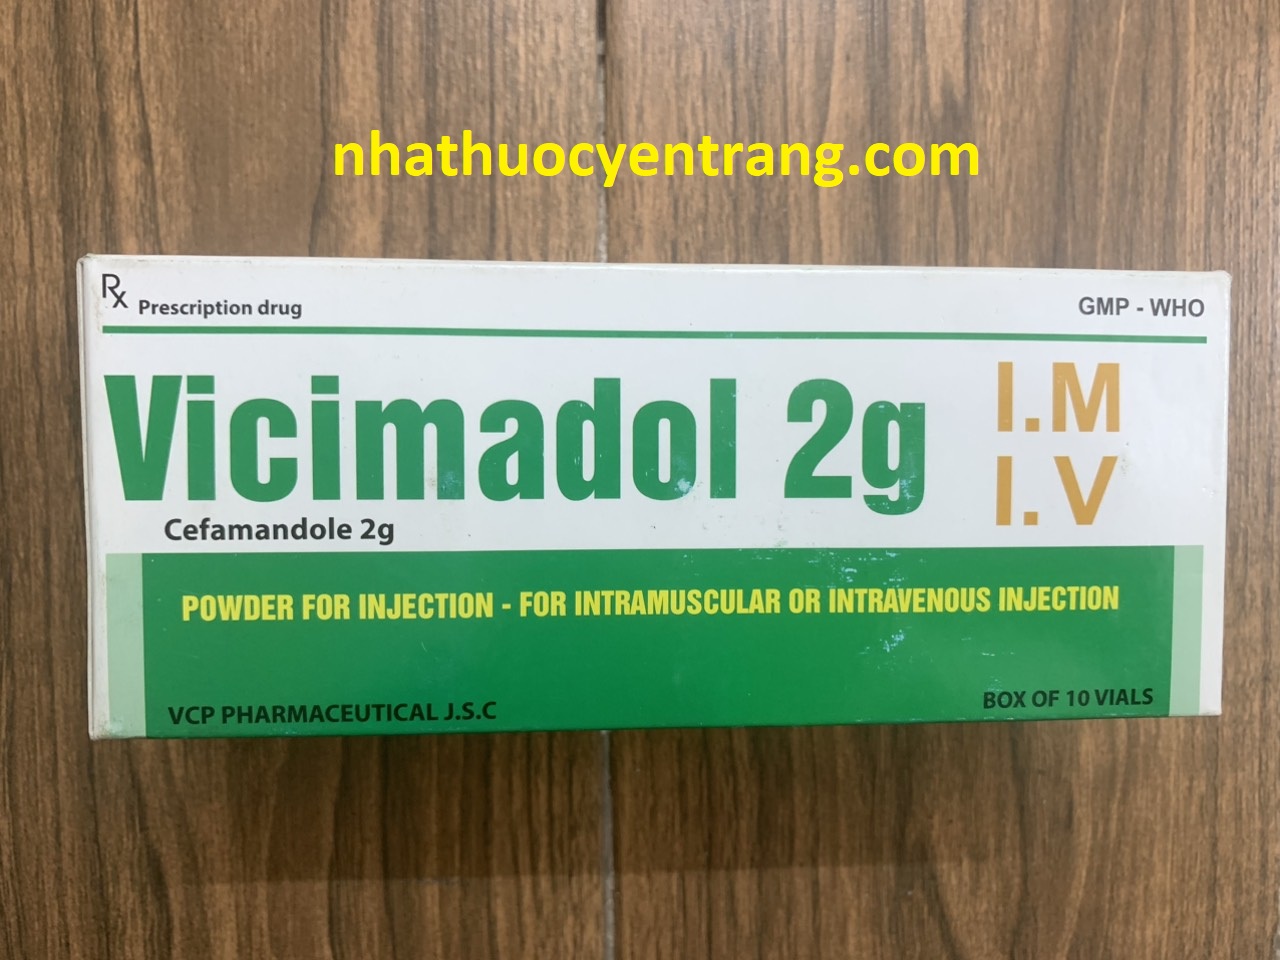 nhathuocyentrang.com
Rx Prescription drug
GMP - WHO
Vicimadol 2g
I.M
I.V
Cefamandole 2g
POWDER FOR INJECTION - FOR INTRAMUSCULAR OR INTRAVENOUS INJECTION
VCP PHARMACEUTICAL J.S.C
BOX OF 10 VIALS